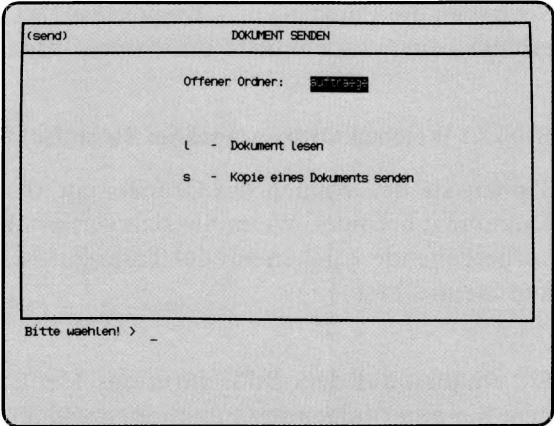 (send) DOKUMENT SENDEN
Offener Ordner: auftraege
l - Dokument lesen
s - Kopie eines Dokuments senden
Bitte waehlen! > _